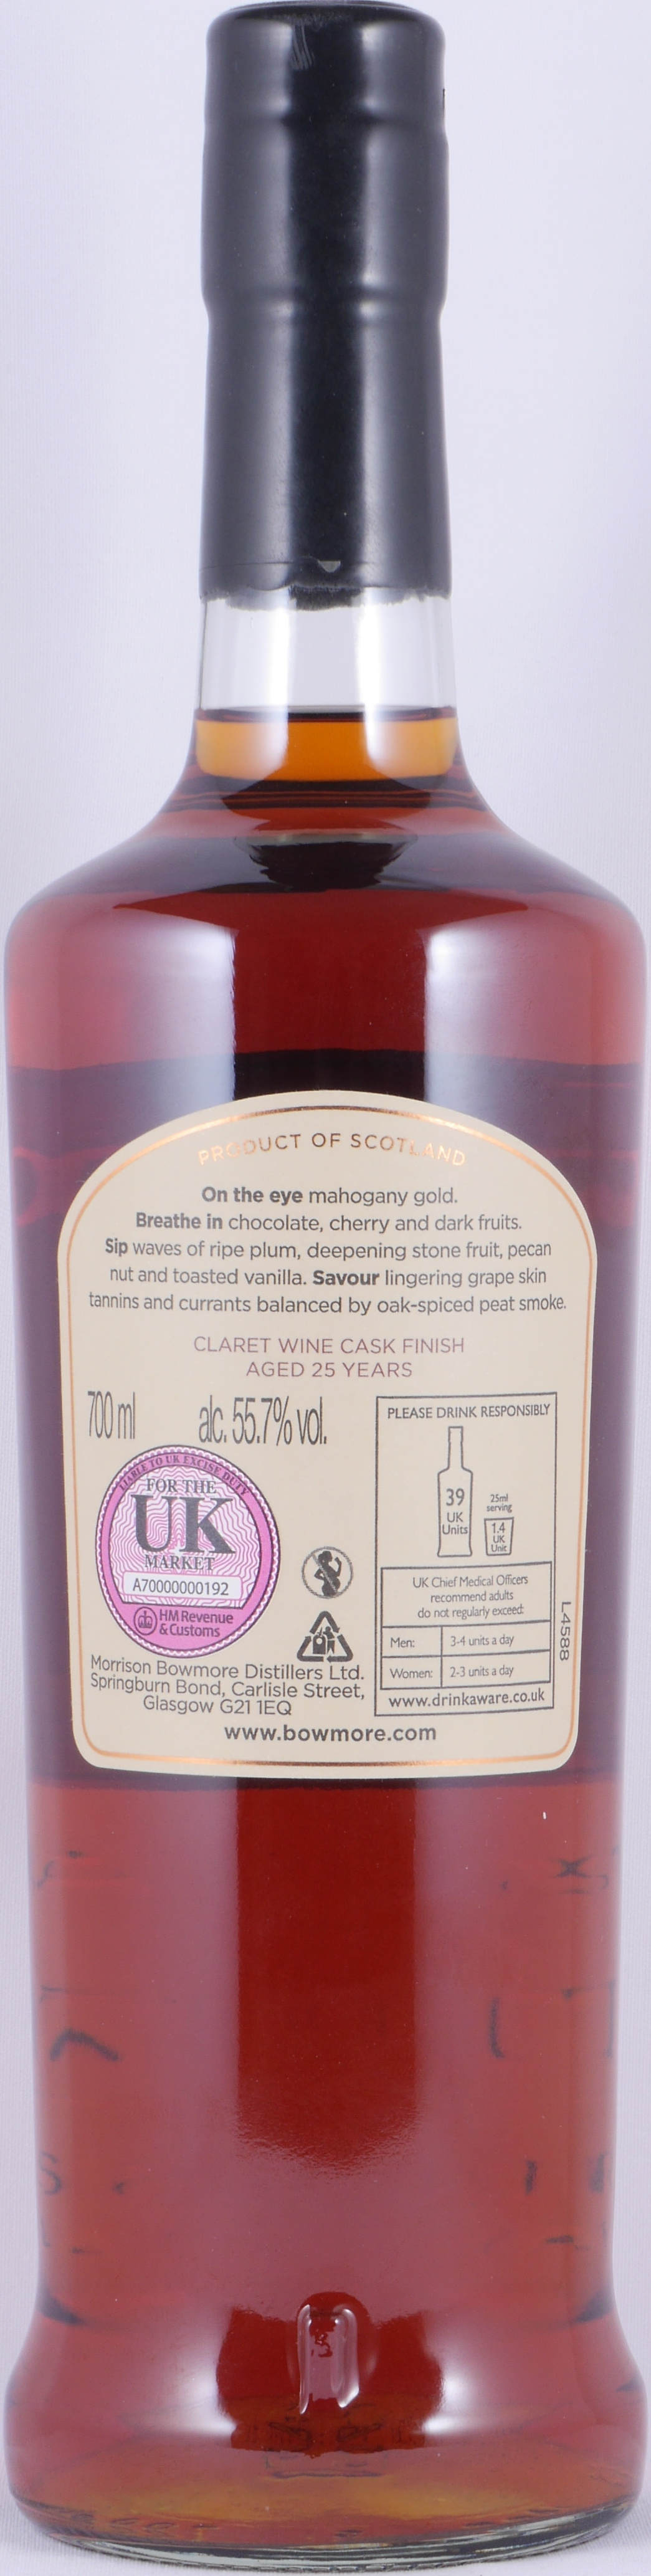 PRODUCT OF SCOTLAND
On the eye mahogany gold.
Breathe in chocolate, cherry and dark fruits.
Sip waves of ripe plum, deepening stone fruit, pecan
nut and toasted vanilla. Savour lingering grape skin
tannins and currants balanced by oak-spiced peat smoke.
CLARET WINE CASK FINISH
AGED 25 YEARS
700 ml alc. 55.7% vol.
LIABLE TO UK EXCISE DUTY
FOR THE
UK
MARKET
A70000000192
HM Revenue
& Customs
PLEASE DRINK RESPONSIBLY
39
UK
Units
25ml
serving
1.4
UK
Unit
UK Chief Medical Officers
recommend adults
do not regularly exceed:
Men: 3-4 units a day
Women: 2-3 units a day
www.drinkaware.co.uk
L4588
Morrison Bowmore Distillers Ltd.
Springburn Bond, Carlisle Street,
Glasgow G21 1EQ
www.bowmore.com